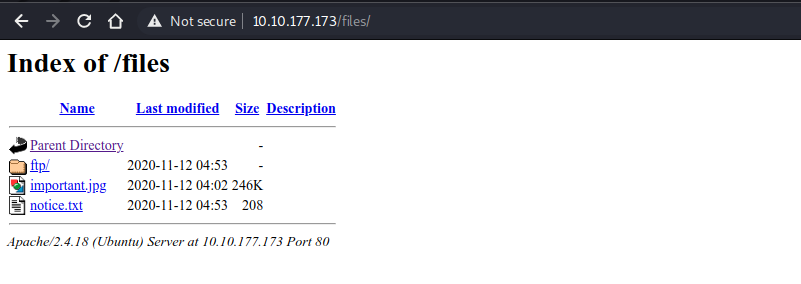 Not secure | 10.10.177.173/files/
Index of /files
Name Last modified Size Description
Parent Directory -
ftp/ 2020-11-12 04:53 -
important.jpg 2020-11-12 04:02 246K
notice.txt 2020-11-12 04:53 208
Apache/2.4.18 (Ubuntu) Server at 10.10.177.173 Port 80